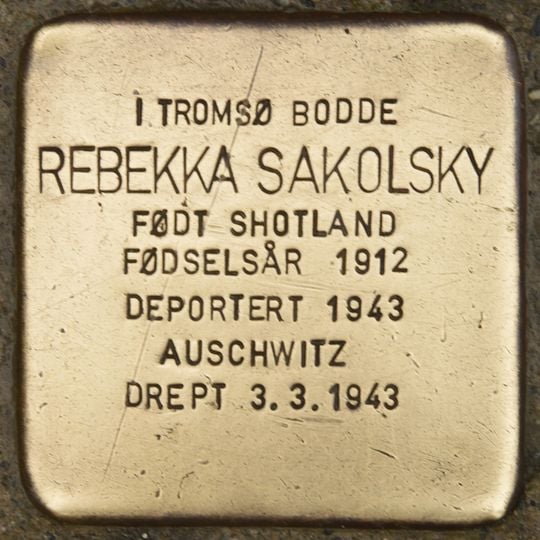 I TROMSØ BODDE
REBEKKA SAKOLSKY
FØDT SHOTLAND
FØDSELSÅR 1912
DEPORTERT 1943
AUSCHWITZ
DREPT 3.3.1943